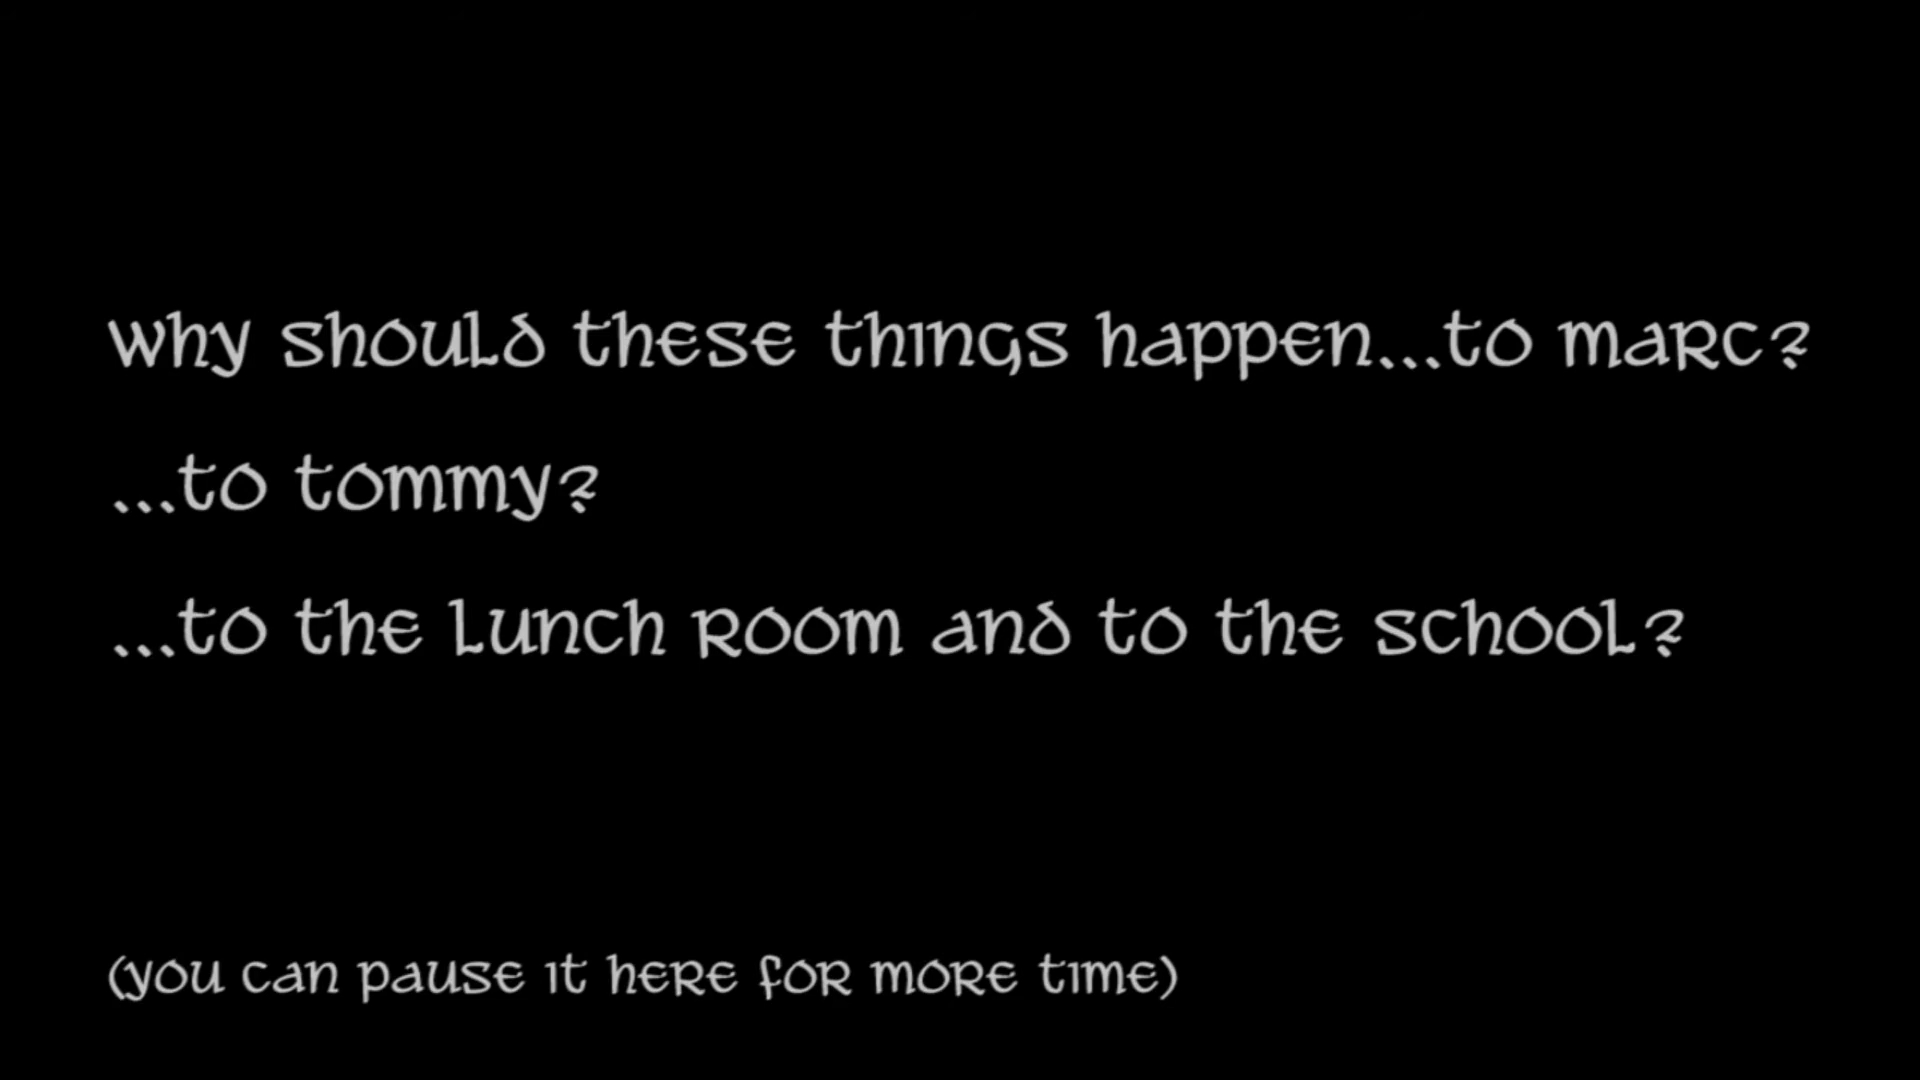 why should these things happen...to marc?
...to tommy?
...to the lunch room and to the school?
(you can pause it here for more time)